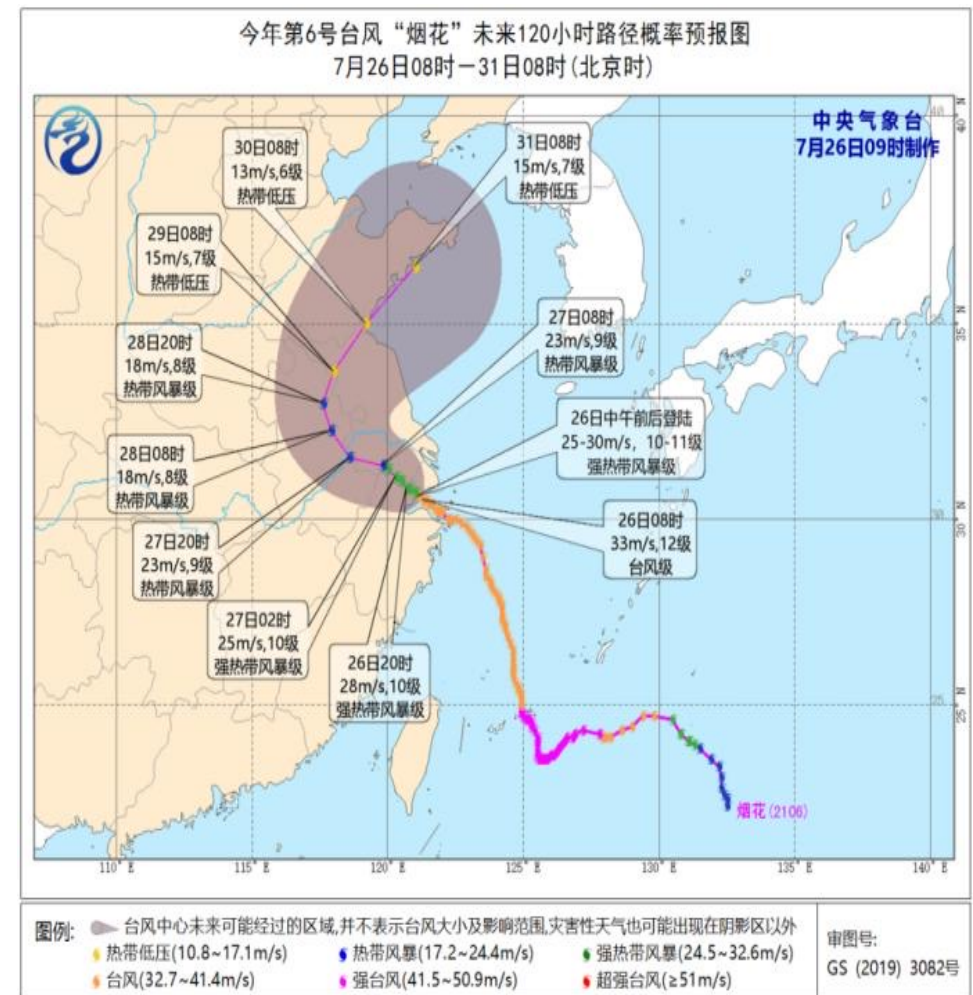 今年第6号台风“烟花”未来120小时路径概率预报图
7月26日08时－31日08时(北京时)
中央气象台
7月26日09时制作
30日08时
13m/s,6级
热带低压
31日08时
15m/s,7级
热带低压
29日08时
15m/s,7级
热带低压
28日20时
18m/s,8级
热带风暴级
27日08时
23m/s,9级
热带风暴级
26日中午前后登陆
25-30m/s，10-11级
强热带风暴级
28日08时
18m/s,8级
热带风暴级
26日08时
33m/s,12级
台风级
27日20时
23m/s,9级
热带风暴级
27日02时
25m/s,10级
强热带风暴级
26日20时
28m/s,10级
强热带风暴级
烟花(2106)
40° N
35° N
30° N
25° N
110° E
115° E
120° E
125° E
130° E
135° E
140° E
图例:
台风中心未来可能经过的区域,并不表示台风大小及影响范围,灾害性天气也可能出现在阴影区以外
热带低压(10.8~17.1m/s)
热带风暴(17.2~24.4m/s)
强热带风暴(24.5~32.6m/s)
台风(32.7~41.4m/s)
强台风(41.5~50.9m/s)
超强台风(≥51m/s)
审图号:
GS (2019) 3082号